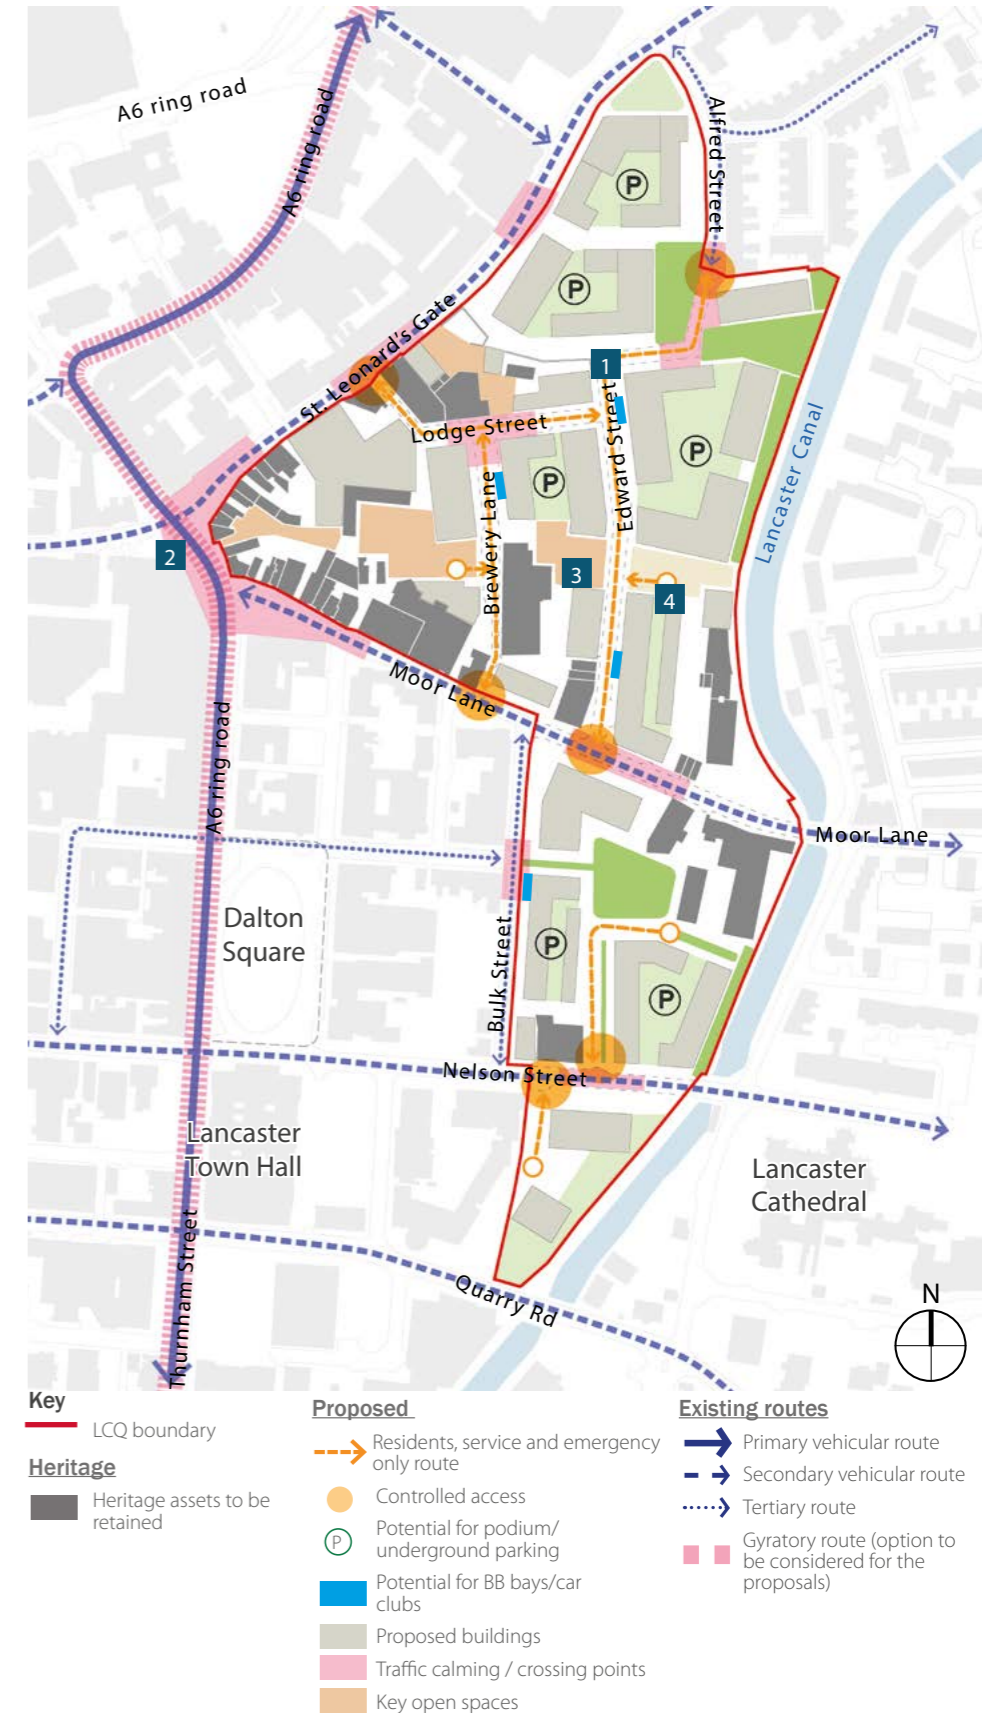 A6 ring road
A6 ring road
Alfred Street
P
P
St. Leonard's Gate
1
Lodge Street
Edward Street
P
P
Lancaster Canal
Brewery Lane
2
3
4
Moor Lane
A6 ring road
Moor Lane
Dalton
Square
Bulk Street
P
P
Nelson Street
Lancaster
Town Hall
Lancaster
Cathedral
Thurnham Street
Quarry Rd
N
Key
LCQ boundary
Heritage
Heritage assets to be
retained
Proposed
Residents, service and emergency
only route
Controlled access
P
Potential for podium/
underground parking
Potential for BB bays/car
clubs
Proposed buildings
Traffic calming / crossing points
Key open spaces
Existing routes
Primary vehicular route
Secondary vehicular route
Tertiary route
Gyratory route (option to
be considered for the
proposals)